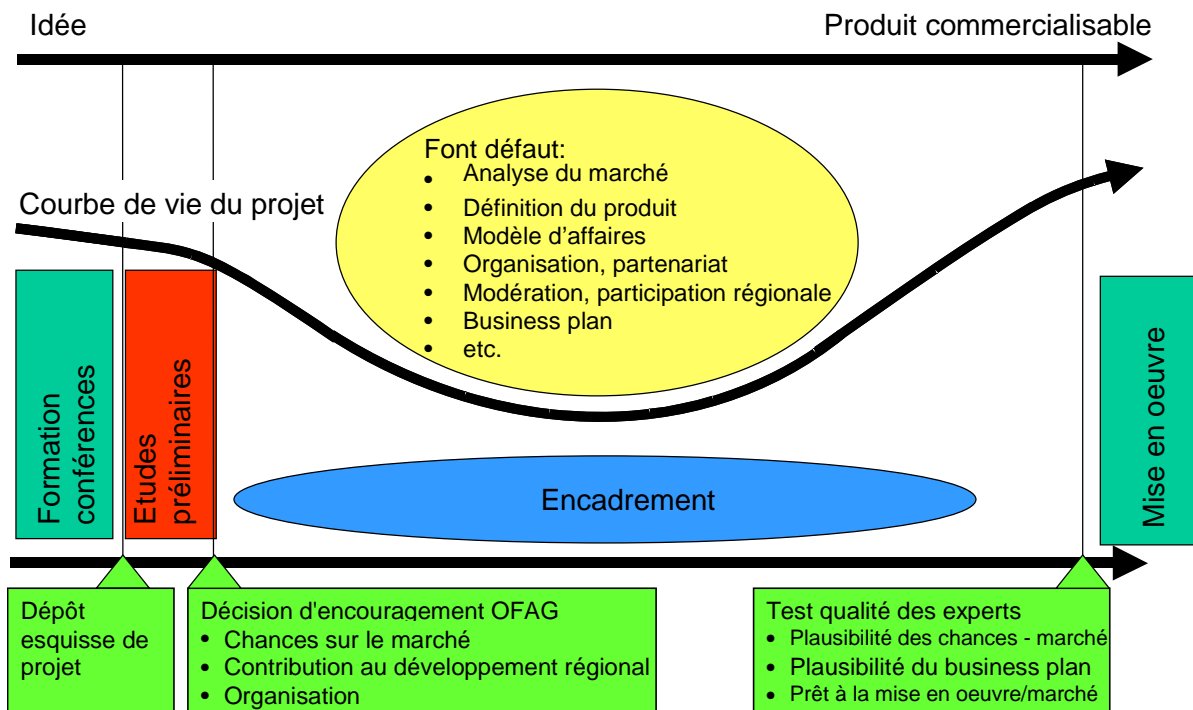 Idée
Produit commercialisable
Font défaut:
• Analyse du marché
• Définition du produit
• Modèle d'affaires
• Organisation, partenariat
• Modération, participation régionale
• Business plan
• etc.
Courbe de vie du projet
Formation
conférences
Etudes
préliminaires
Encadrement
Mise en oeuvre
Dépôt
esquisse de
projet
Décision d'encouragement OFAG
• Chances sur le marché
• Contribution au développement régional
• Organisation
Test qualité des experts
• Plausibilité des chances - marché
• Plausibilité du business plan
• Prêt à la mise en oeuvre/marché